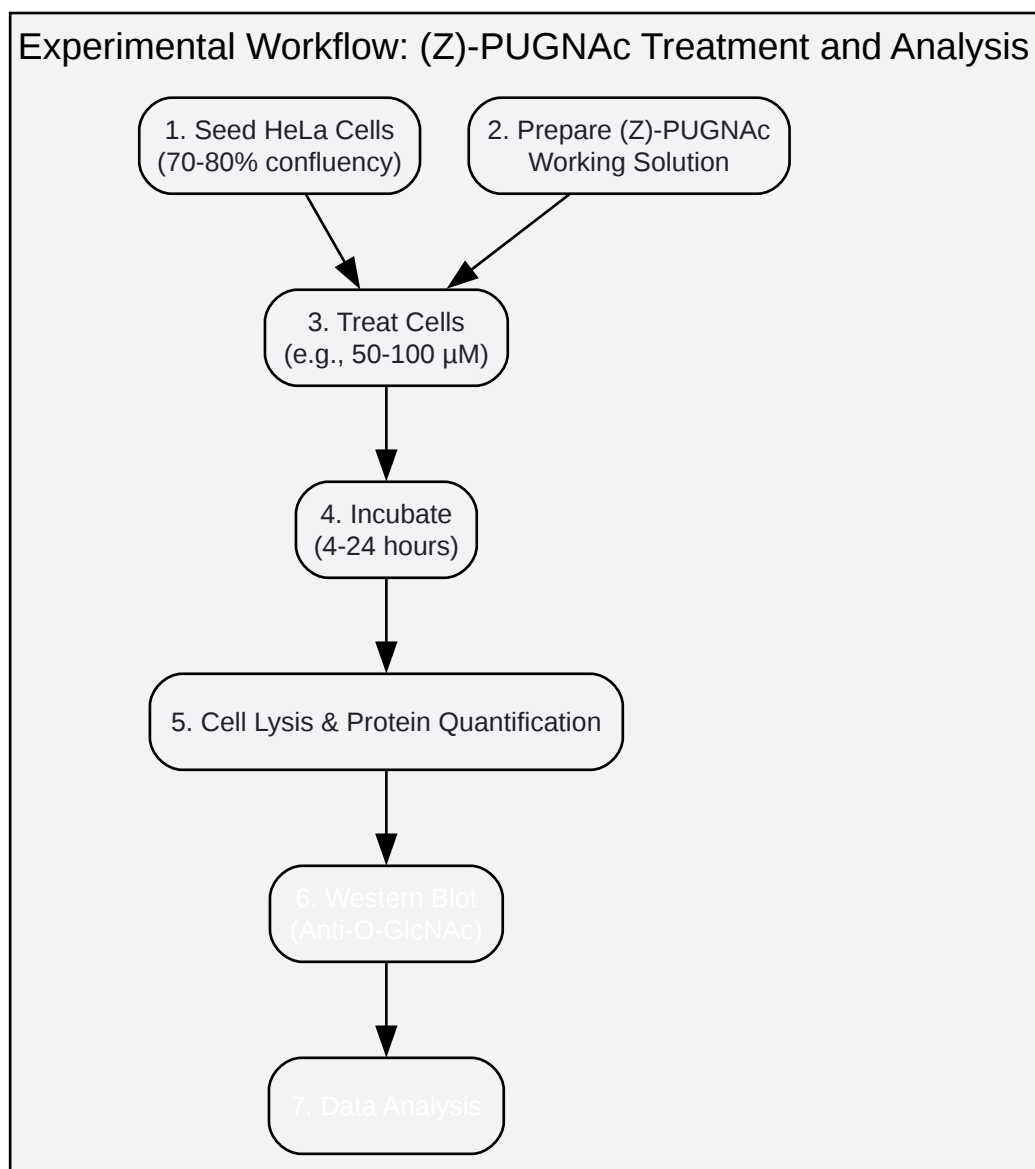 Experimental Workflow: (Z)-PUGNAc Treatment and Analysis
1. Seed HeLa Cells
(70-80% confluency)
2. Prepare (Z)-PUGNAc
Working Solution
3. Treat Cells
(e.g., 50-100 µM)
4. Incubate
(4-24 hours)
5. Cell Lysis & Protein Quantification
6. Western Blot
(Anti-O-GlcNAc)
7. Data Analysis